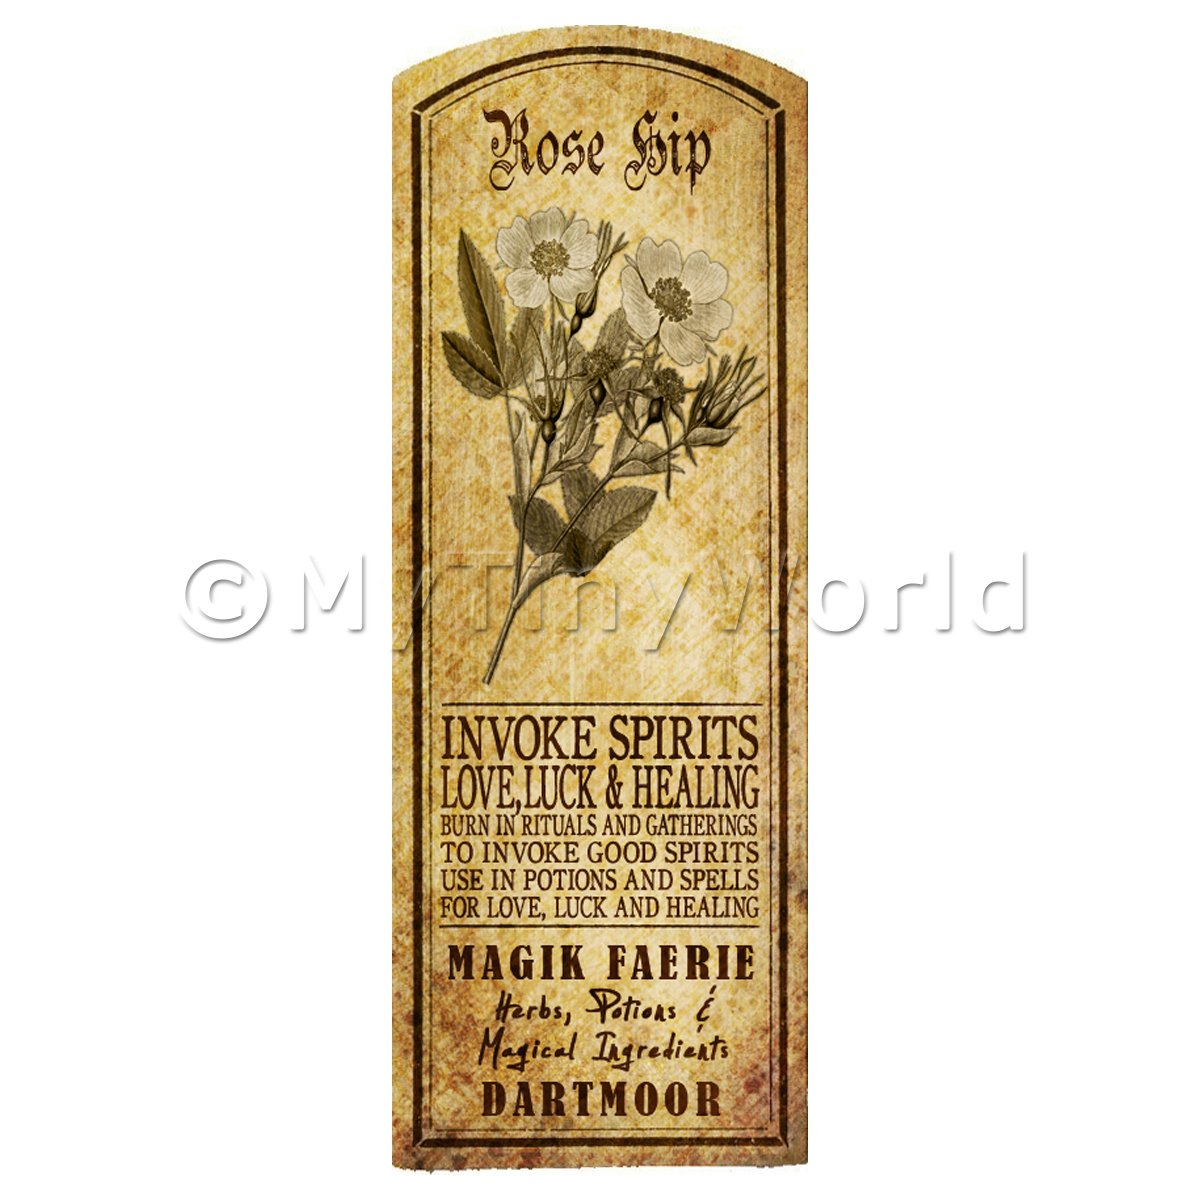 Rose Hip
©MyTinyWorld
INVOKE SPIRITS
LOVE, LUCK & HEALING
BURN IN RITUALS AND GATHERINGS
TO INVOKE GOOD SPIRITS
USE IN POTIONS AND SPELLS
FOR LOVE, LUCK AND HEALING
MAGIK FAERIE
Herbs, Potions &
Magical Ingredients
DARTMOOR